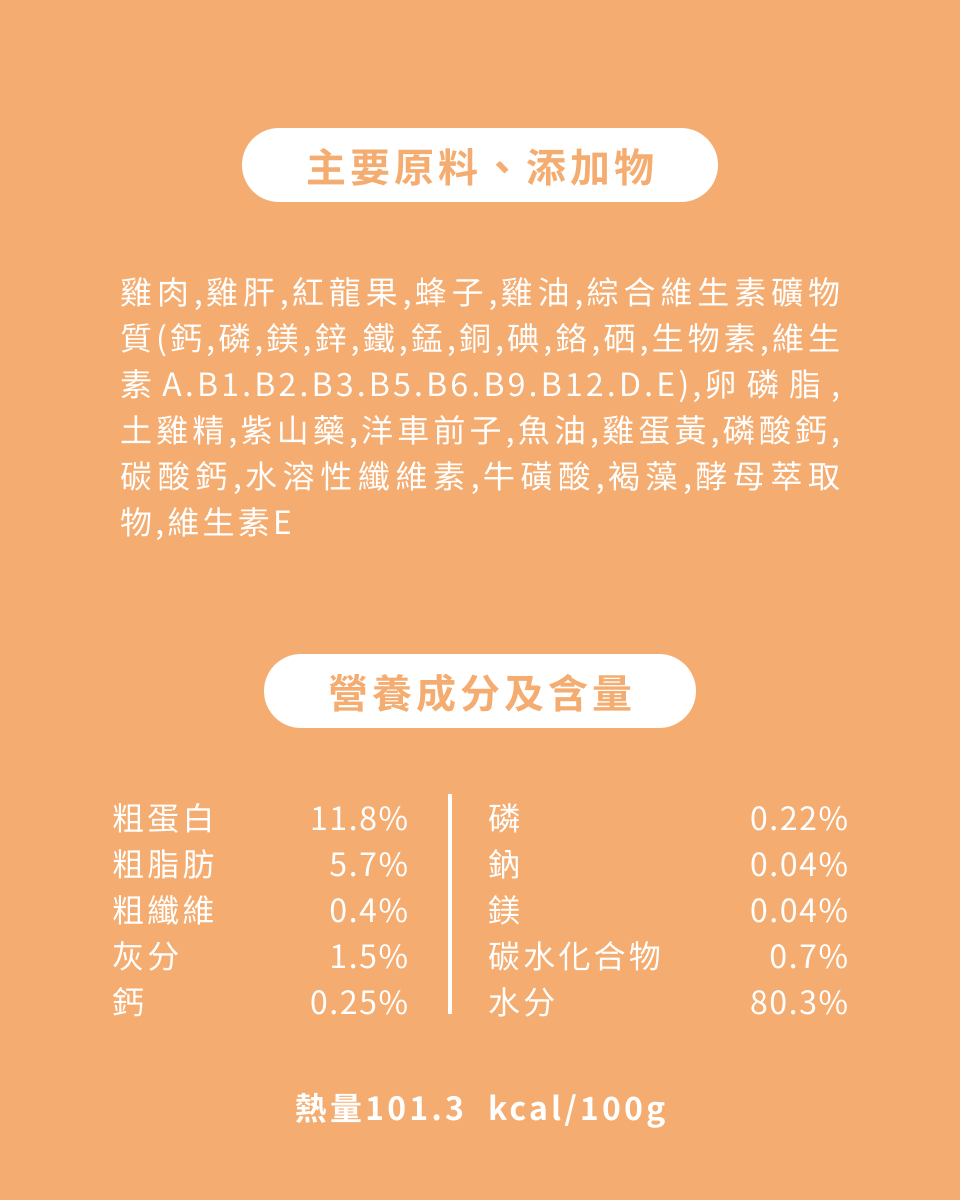 主要原料、添加物
雞肉,雞肝,紅龍果,蜂子,雞油,綜合維生素礦物
質(鈣,磷,鎂,鋅,鐵,錳,銅,碘,鉻,硒,生物素,維生
素A.B1.B2.B3.B5.B6.B9.B12.D.E),卵磷脂,
土雞精,紫山藥,洋車前子,魚油,雞蛋黃,磷酸鈣,
碳酸鈣,水溶性纖維素,牛磺酸,褐藻,酵母萃取
物,維生素E
營養成分及含量
粗蛋白 11.8% 磷 0.22%
粗脂肪 5.7% 鈉 0.04%
粗纖維 0.4% 鎂 0.04%
灰分 1.5% 碳水化合物 0.7%
鈣 0.25% 水分 80.3%
熱量101.3 kcal/100g